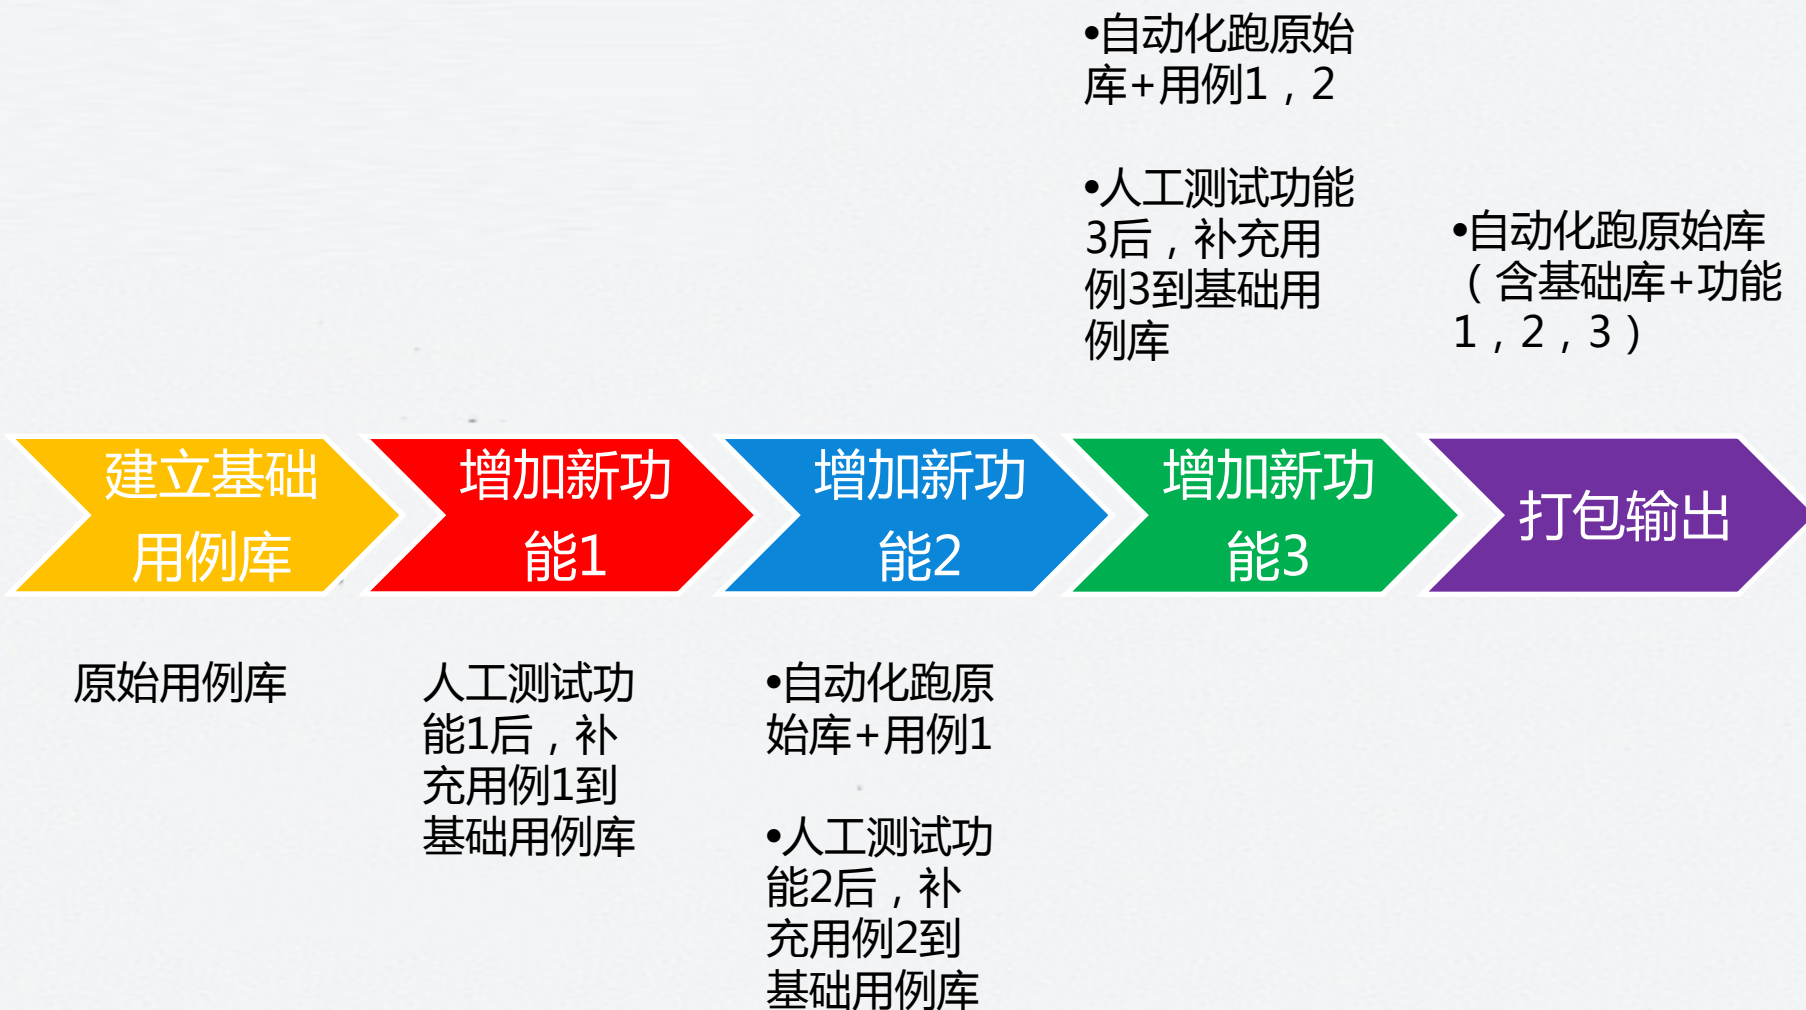 •自动化跑原始
库+用例1，2
•人工测试功能
3后，补充用
例3到基础用
例库
•自动化跑原始库
（含基础库+功能
1，2，3）
建立基础
用例库
增加新功
能1
增加新功
能2
增加新功
能3
打包输出
原始用例库
人工测试功
能1后，补
充用例1到
基础用例库
•自动化跑原
始库+用例1
•人工测试功
能2后，补
充用例2到
基础用例库